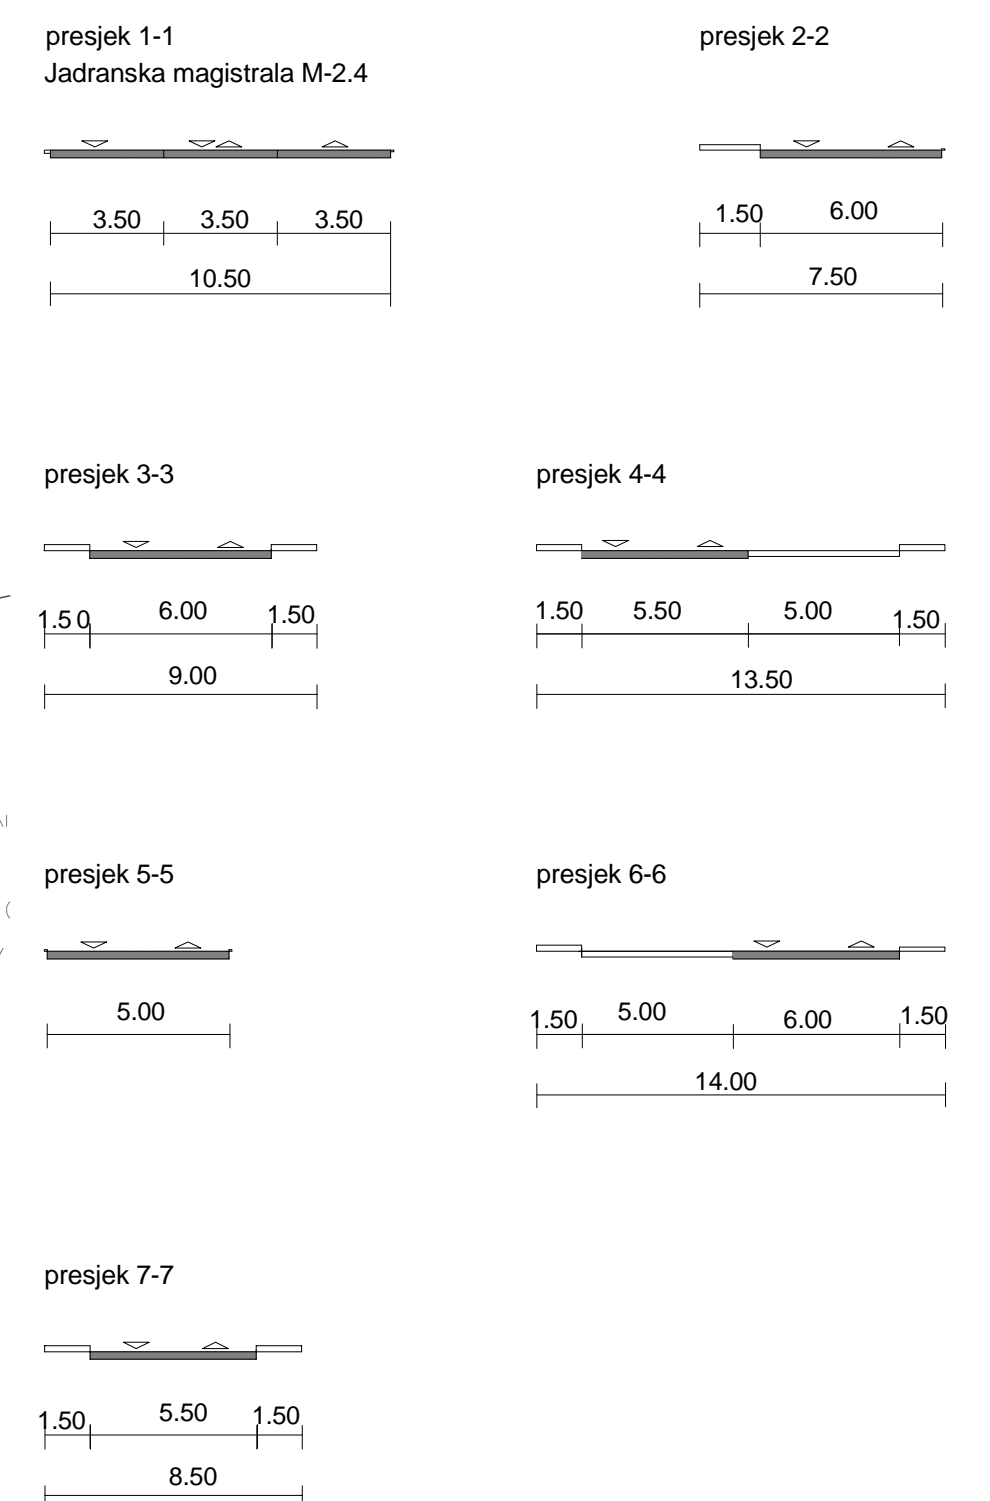 presjek 1-1
Jadranska magistrala M-2.4
3.50 3.50 3.50
10.50
presjek 2-2
1.50 6.00
7.50
presjek 3-3
1.5 0 6.00 1.50
9.00
presjek 4-4
1.50 5.50 5.00 1.50
13.50
presjek 5-5
5.00
presjek 6-6
1.50 5.00 6.00 1.50
14.00
presjek 7-7
1.50 5.50 1.50
8.50